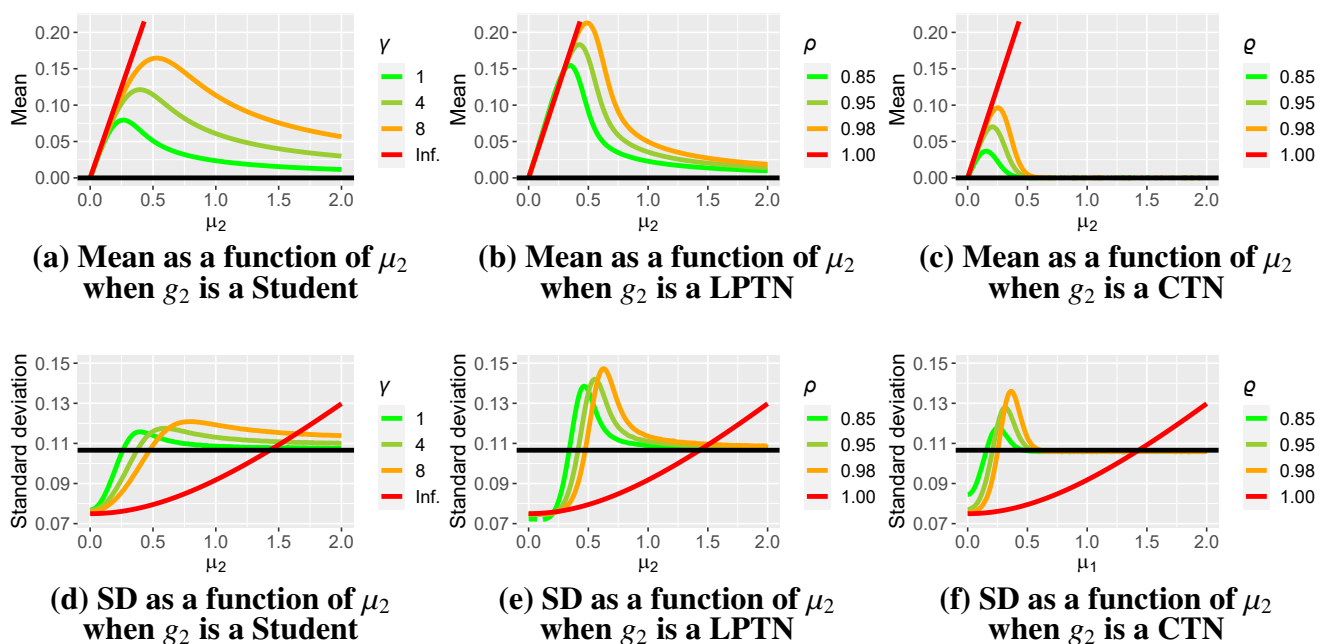 Mean
0.20
0.15
0.10
0.05
0.00
0.0 0.5 1.0 1.5 2.0
μ₂
γ
1
4
8
Inf.
(a) Mean as a function of μ₂
when g₂ is a Student
Mean
0.20
0.15
0.10
0.05
0.00
0.0 0.5 1.0 1.5 2.0
μ₂
ρ
0.85
0.95
0.98
1.00
(b) Mean as a function of μ₂
when g₂ is a LPTN
Mean
0.20
0.15
0.10
0.05
0.00
0.0 0.5 1.0 1.5 2.0
μ₂
ϱ
0.85
0.95
0.98
1.00
(c) Mean as a function of μ₂
when g₂ is a CTN
Standard deviation
0.15
0.13
0.11
0.09
0.07
0.0 0.5 1.0 1.5 2.0
μ₂
γ
1
4
8
Inf.
(d) SD as a function of μ₂
when g₂ is a Student
Standard deviation
0.15
0.13
0.11
0.09
0.07
0.0 0.5 1.0 1.5 2.0
μ₂
ρ
0.85
0.95
0.98
1.00
(e) SD as a function of μ₂
when g₂ is a LPTN
Standard deviation
0.15
0.13
0.11
0.09
0.07
0.0 0.5 1.0 1.5 2.0
μ₁
ϱ
0.85
0.95
0.98
1.00
(f) SD as a function of μ₂
when g₂ is a CTN